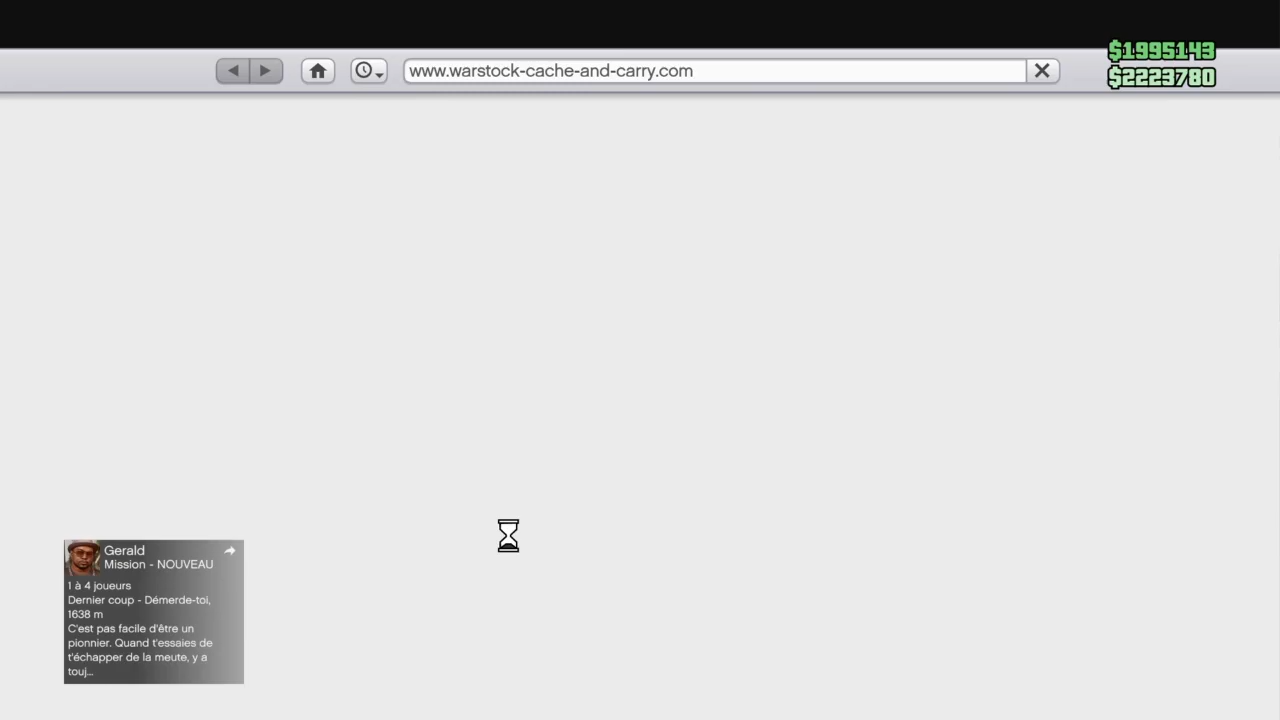 www.warstock-cache-and-carry.com
$1995143
$2223780
Gerald
Mission - NOUVEAU
1 à 4 joueurs
Dernier coup - Démerde-toi,
1638 m
C'est pas facile d'être un
pionnier. Quand t'essaies de
t'échapper de la meute, y a
touj...